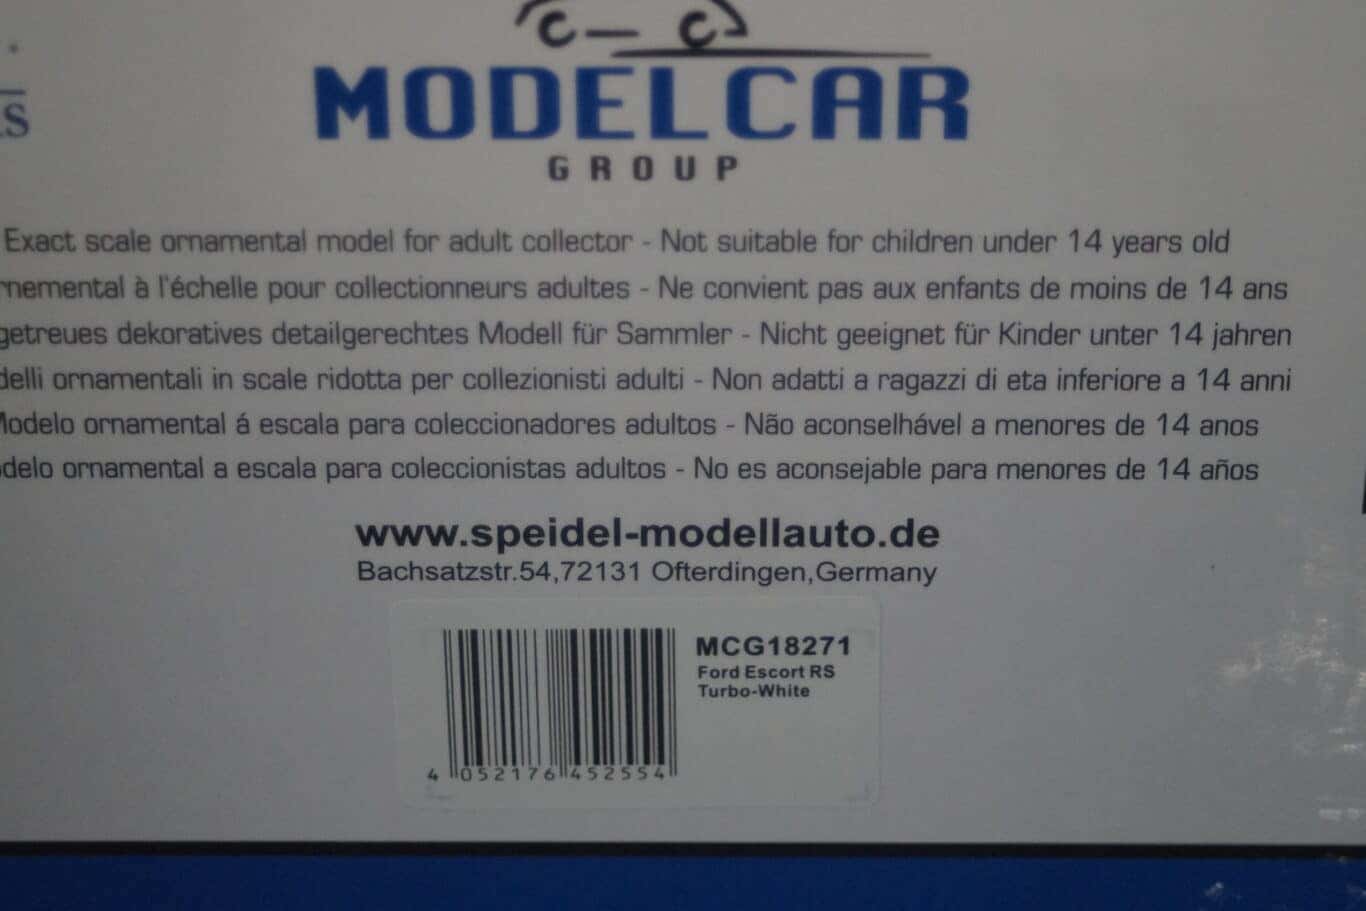 MODELCAR
GROUP
Exact scale ornamental model for adult collector - Not suitable for children under 14 years old
à l'échelle pour collectionneurs adultes - Ne convient pas aux enfants de moins de 14 ans
dekoratives detailgerechtes Modell für Sammler - Nicht geeignet für Kinder unter 14 jahren
ornamentali in scale ridotta per collezionisti adulti - Non adatti a ragazzi di eta inferiore a 14 anni
Modelo ornamental á escala para coleccionadores adultos - Não aconselhável a menores de 14 anos
ornamental a escala para coleccionistas adultos - No es aconsejable para menores de 14 años
www.speidel-modellauto.de
Bachsatzstr.54,72131 Ofterdingen,Germany
MCG18271
Ford Escort RS
Turbo-White
4 052176 452554